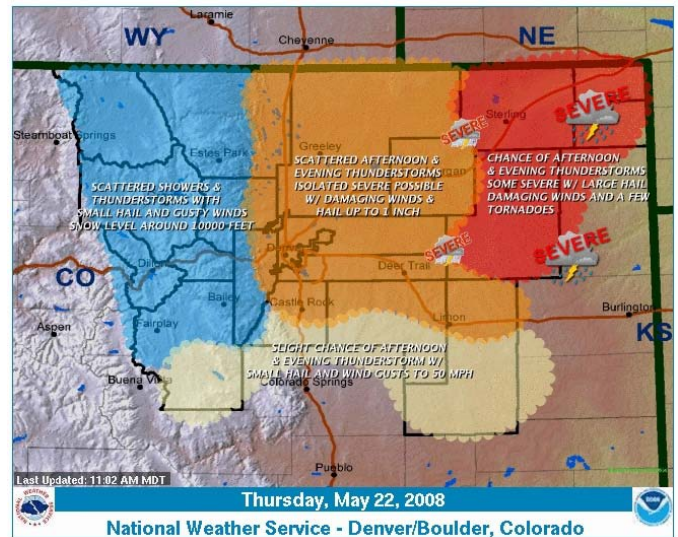 Laramie
WY
NE
Cheyenne
Steamboat Springs
Sterling
SEVERE
SEVERE
Greeley
Estes Park
SCATTERED SHOWERS &
THUNDERSTORMS WITH
SMALL HAIL AND GUSTY WINDS
SNOW LEVEL AROUND 10000 FEET
SCATTERED AFTERNOON &
EVENING THUNDERSTORMS
ISOLATED SEVERE POSSIBLE
W/ DAMAGING WINDS &
HAIL UP TO 1 INCH
CHANCE OF AFTERNOON
& EVENING THUNDERSTORMS
SOME SEVERE W/ LARGE HAIL
DAMAGING WINDS AND A FEW
TORNADOES
SEVERE
SEVERE
CO
Deer Trail
Bailey
Castle Rock
Limon
Burlington
KS
Aspen
Fairplay
SLIGHT CHANCE OF AFTERNOON
& EVENING THUNDERSTORM W/
SMALL HAIL AND WIND GUSTS TO 50 MPH
Buena Vista
Colorado Springs
Pueblo
Last Updated: 11:02 AM MDT
Thursday, May 22, 2008
National Weather Service - Denver/Boulder, Colorado